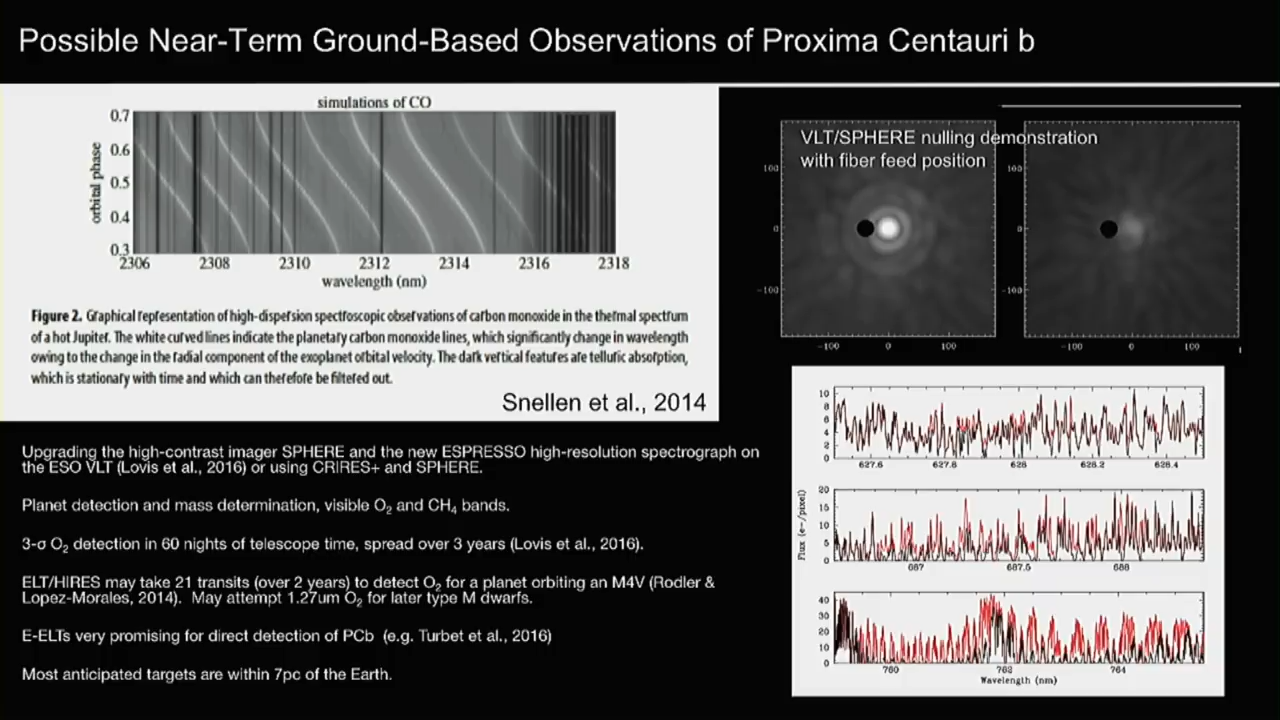 Possible Near-Term Ground-Based Observations of Proxima Centauri b
simulations of CO
orbital phase
0.7
0.6
0.5
0.4
0.3
2306 2308 2310 2312 2314 2316 2318
wavelength (nm)
Figure 2. Graphical representation of high-dispersion spectroscopic observations of carbon monoxide in the thermal spectrum
of a hot Jupiter. The white curved lines indicate the planetary carbon monoxide lines, which significantly change in wavelength
owing to the change in the radial component of the exoplanet orbital velocity. The dark vertical features are telluric absorption,
which is stationary with time and which can therefore be filtered out.
Snellen et al., 2014
VLT/SPHERE nulling demonstration
with fiber feed position
100 100
0 0
-100 -100
-100 0 100 -100 0 100
Upgrading the high-contrast imager SPHERE and the new ESPRESSO high-resolution spectrograph on
the ESO VLT (Lovis et al., 2016) or using CRIRES+ and SPHERE.
Planet detection and mass determination, visible O₂ and CH₄ bands.
3-σ O₂ detection in 60 nights of telescope time, spread over 3 years (Lovis et al., 2016).
ELT/HIRES may take 21 transits (over 2 years) to detect O₂ for a planet orbiting an M4V (Rodler &
Lopez-Morales, 2014). May attempt 1.27um O₂ for later type M dwarfs.
E-ELTs very promising for direct detection of PCb (e.g. Turbet et al., 2016)
Most anticipated targets are within 7pc of the Earth.
10
8
6
4
2
0
627.6 627.8 628 628.2 628.4
Flux (e-/pixel)
20
15
10
5
0
687 687.5 688
40
30
20
10
0
760 762 764
Wavelength (nm)